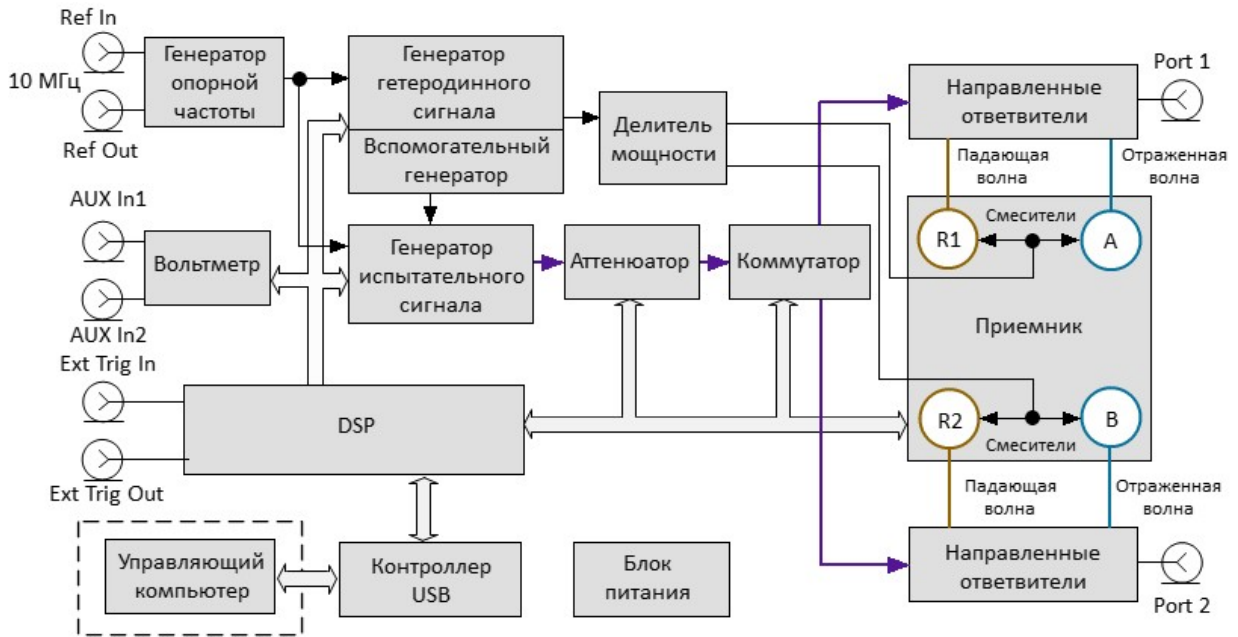 Ref In
10 МГц
Ref Out
Генератор
опорной
частоты
Генератор
гетеродинного
сигнала
Вспомогательный
генератор
Делитель
мощности
Направленные
ответвители
Port 1
Падающая
волна
Отраженная
волна
AUX In1
AUX In2
Вольтметр
Генератор
испытательного
сигнала
Аттенюатор
Коммутатор
R1
Смесители
A
Приемник
R2
Смесители
B
Ext Trig In
Ext Trig Out
DSP
Падающая
волна
Отраженная
волна
Управляющий
компьютер
Контроллер
USB
Блок
питания
Направленные
ответвители
Port 2